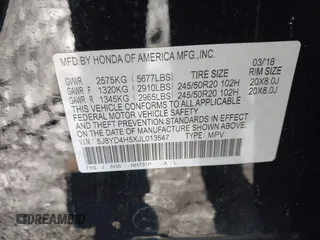 MFD.BY HONDA OF AMERICA MFG.,INC.
03/18
GVWR 2575KG (5677LBS) TIRE SIZE RIM SIZE
GAWR F 1320KG (2910LBS) 245/50R20 102H 20X8.0J
GAWR R 1345KG (2965LBS) 245/50R20 102H 20X8.0J
THIS VEHICLE CONFORMS TO ALL APPLICABLE
FEDERAL MOTOR VEHICLE SAFETY AND
THEFT PREVENTION STANDARDS IN EFFECT ON
THE DATE OF MANUFACTURE SHOWN ABOVE.
VIN: 5J8YD4H5XJL013547 TYPE: MPV
A
DREAMBID